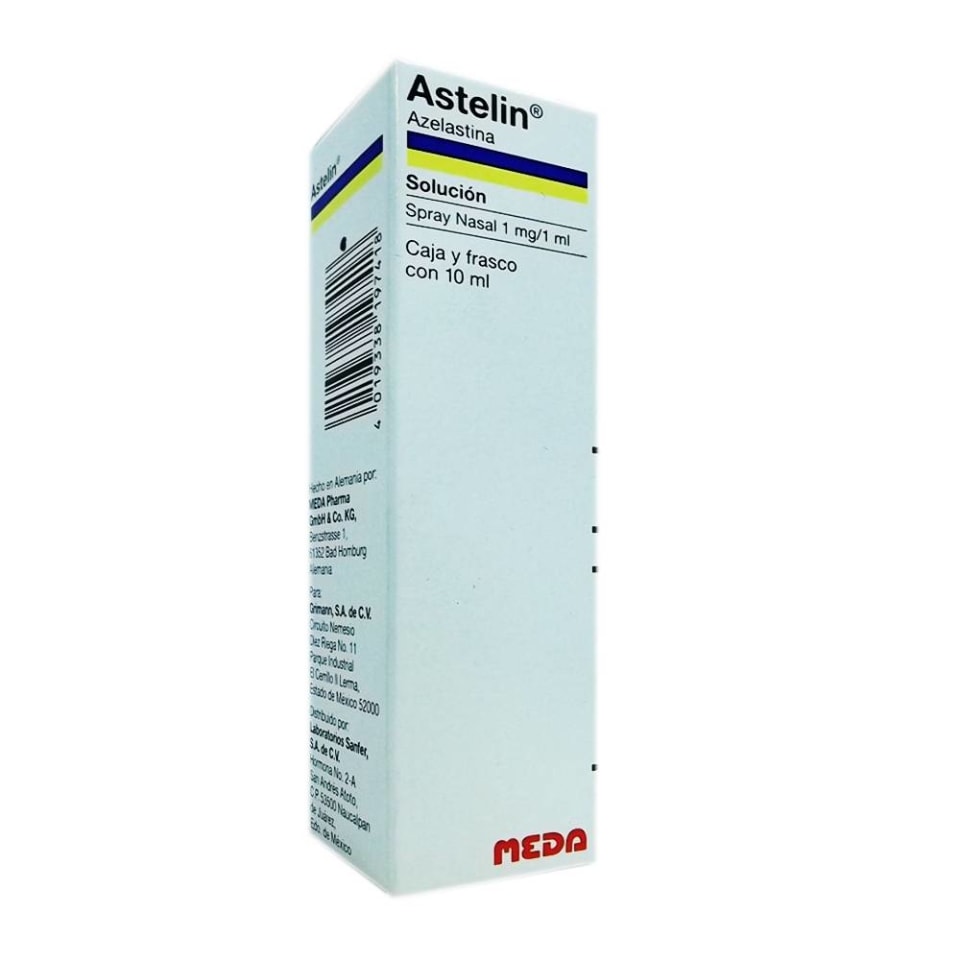 Astelin®
Azelastina
Solución
Spray Nasal 1 mg/1 ml
Caja y frasco
con 10 ml
MEDA
Astelin®
4 019338 197418
Hecho en Alemania por:
MEDA Pharma
GmbH & Co. KG,
Benzstrasse 1,
61352 Bad Homburg
Alemania
Para:
Grimann, S.A. de C.V.
Circuito Nemesio
Diez Riega No. 11
Parque Industrial
El Cerrillo II Lerma,
Estado de México 52000
Distribuido por:
Laboratorios Sanfer,
S.A. de C.V.
Hormona No. 2-A
San Andrés Atoto,
C.P. 53500 Naucalpan
de Juárez,
Edo. de México